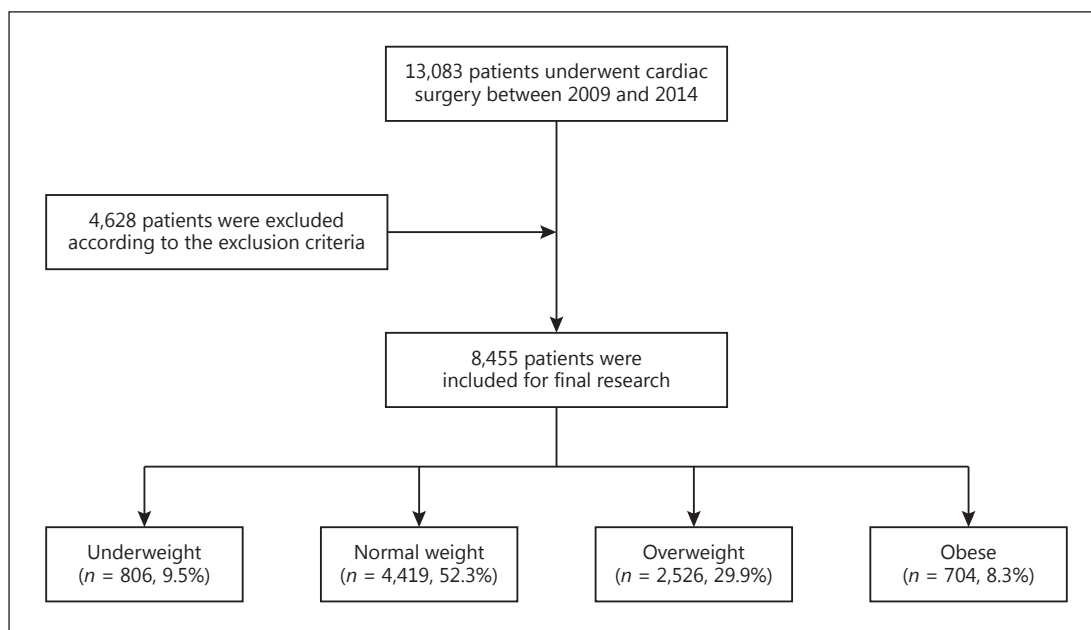 13,083 patients underwent cardiac
surgery between 2009 and 2014
4,628 patients were excluded
according to the exclusion criteria
8,455 patients were
included for final research
Underweight
(n = 806, 9.5%)
Normal weight
(n = 4,419, 52.3%)
Overweight
(n = 2,526, 29.9%)
Obese
(n = 704, 8.3%)